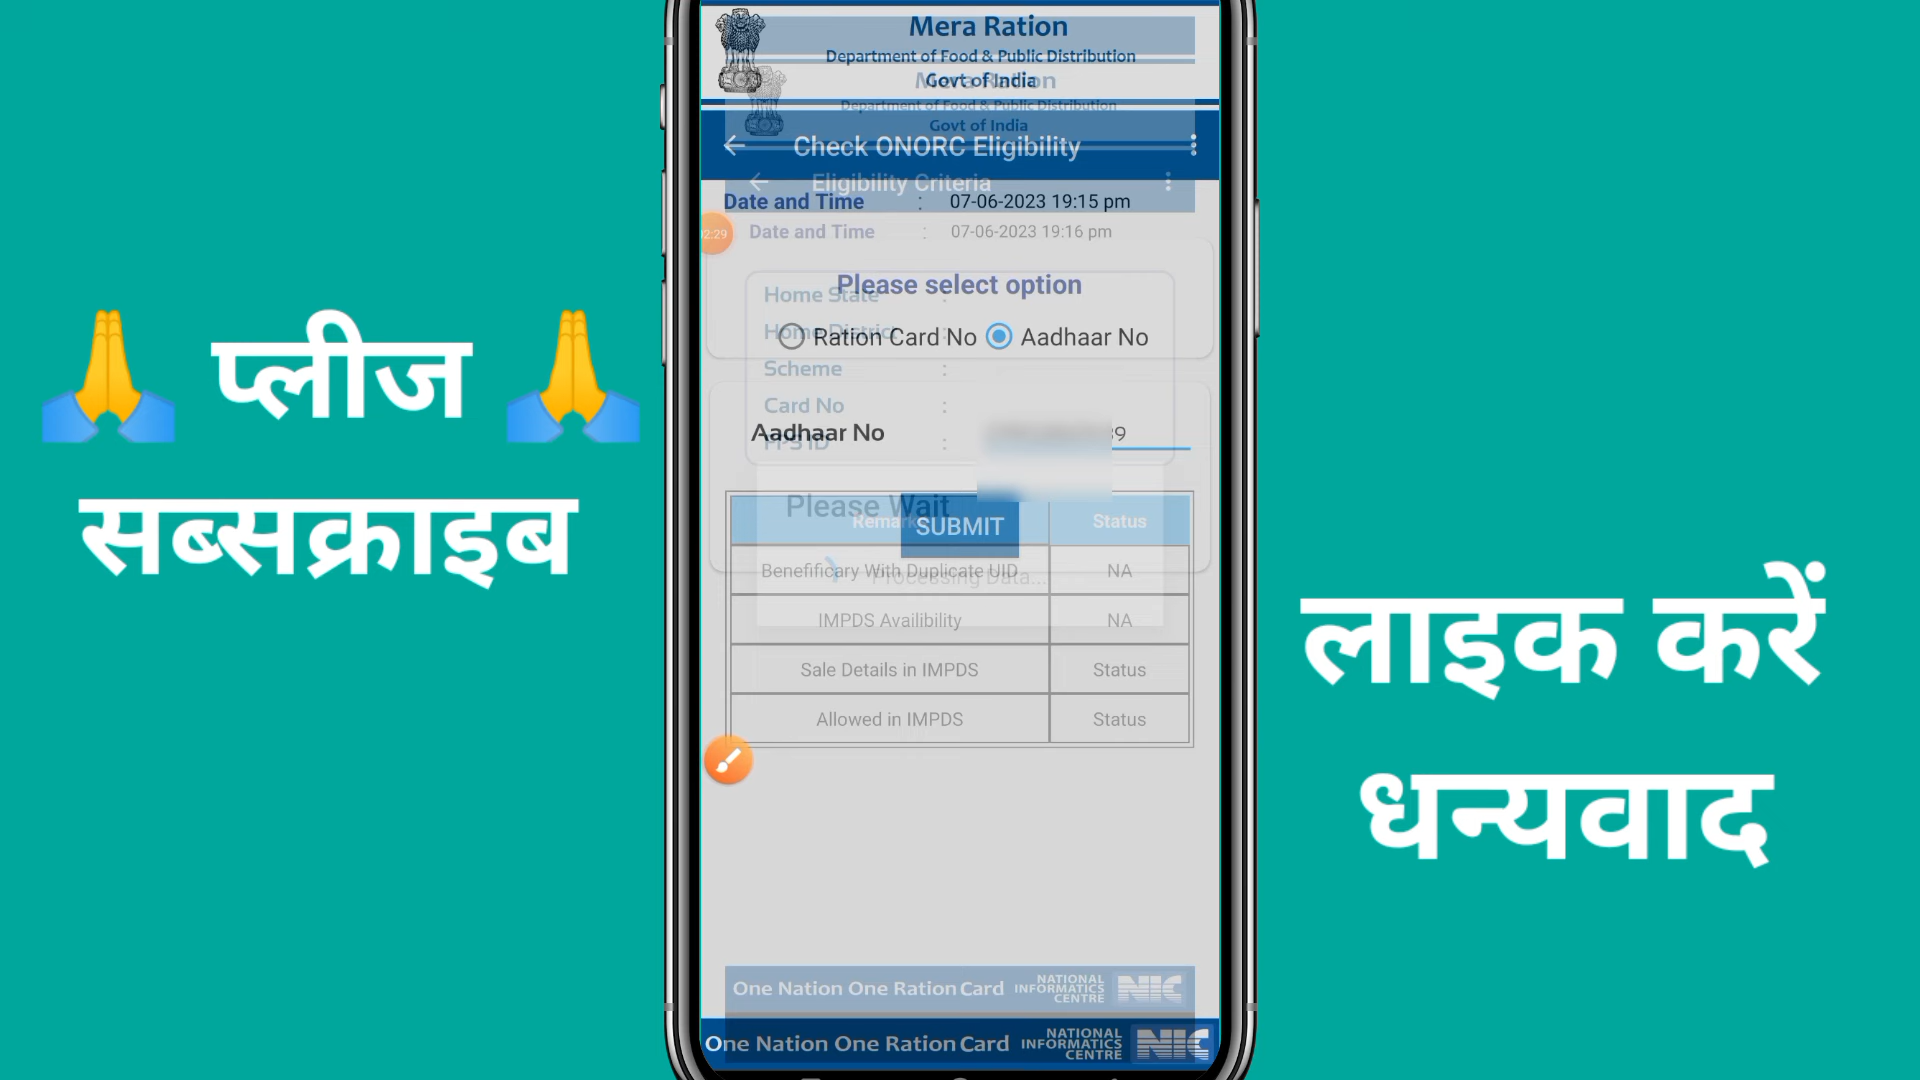 प्लीज
सब्सक्राइब
लाइक करें
धन्यवाद
Mera Ration
Department of Food & Public Distribution
Govt of India
Mera Ration
Department of Food & Public Distribution
Govt of India
Check ONORC Eligibility
Eligibility Criteria
Date and Time : 07-06-2023 19:15 pm
02:29
Date and Time : 07-06-2023 19:16 pm
Please select option
Home State :
Home District :
Ration Card No Aadhaar No
Scheme :
Card No :
Aadhaar No 39
FPS ID :
Please Wait
SUBMIT
Remark Status
Benefificary With Duplicate UID NA
Processing Data...
IMPDS Availibility NA
Sale Details in IMPDS Status
Allowed in IMPDS Status
One Nation One Ration Card NATIONAL INFORMATICS CENTRE NIC
One Nation One Ration Card NATIONAL INFORMATICS CENTRE NIC